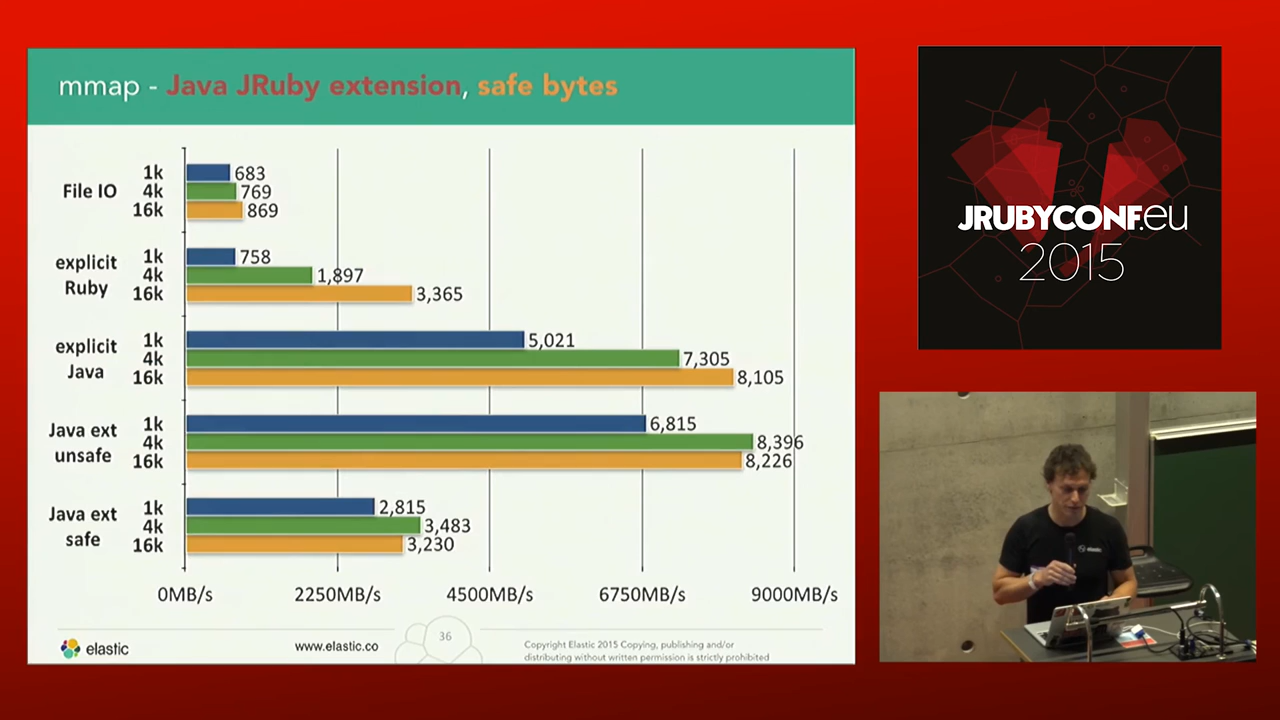 mmap - Java JRuby extension, safe bytes
File IO
1k 683
4k 769
16k 869
explicit Ruby
1k 758
4k 1,897
16k 3,365
explicit Java
1k 5,021
4k 7,305
16k 8,105
Java ext unsafe
1k 6,815
4k 8,396
16k 8,226
Java ext safe
1k 2,815
4k 3,483
16k 3,230
0MB/s 2250MB/s 4500MB/s 6750MB/s 9000MB/s
elastic
www.elastic.co
36
Copyright Elastic 2015 Copying, publishing and/or
distributing without written permission is strictly prohibited
JRUBYCONF.eu
2015
elastic